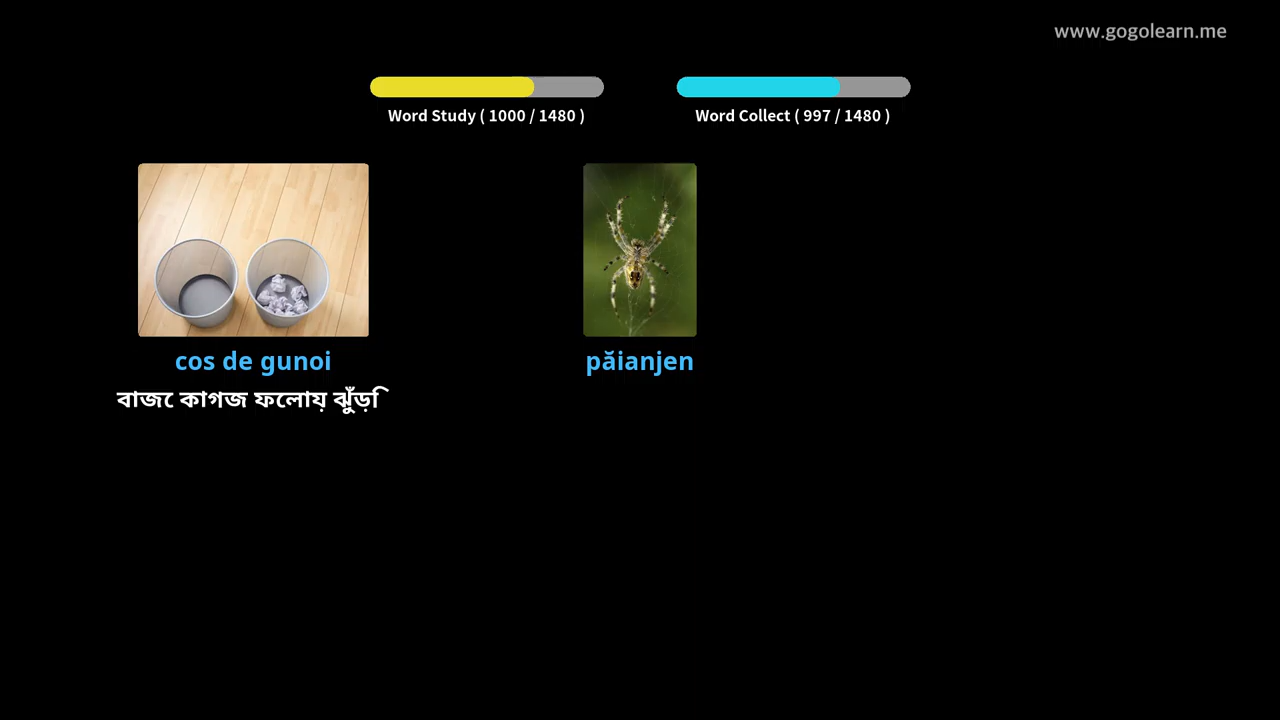 www.gogolearn.me
Word Study ( 1000 / 1480 )
Word Collect ( 997 / 1480 )
cos de gunoi
păianjen
বাজে কাগজ ফেলোয় ঝুঁড়ি